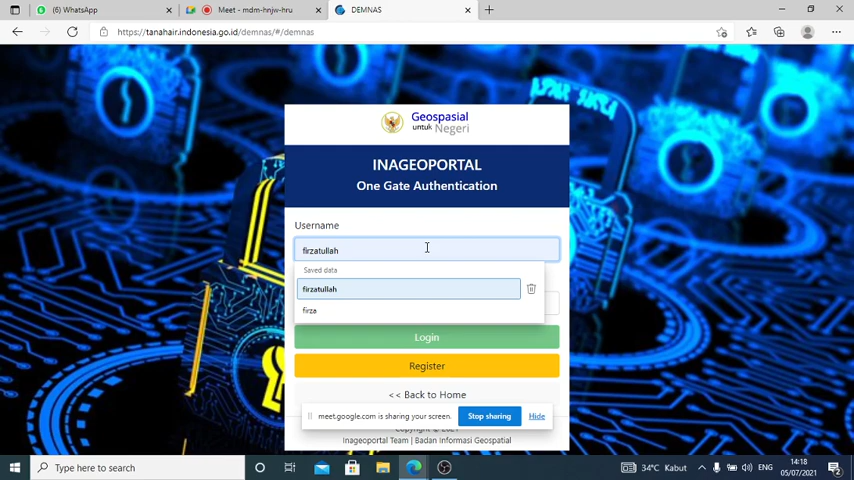 (6) WhatsApp
Meet - mdm-hnjw-hru
DEMNAS
https://tanahair.indonesia.go.id/demnas/#/demnas
Geospasial
untuk Negeri
INAGEOPORTAL
One Gate Authentication
Username
firzatullah
Saved data
firzatullah
firza
Login
Register
<< Back to Home
meet.google.com is sharing your screen.
Stop sharing
Hide
Inageoportal Team | Badan Informasi Geospasial
Type here to search
34°C Kabut
ENG
14:18
05/07/2021
2